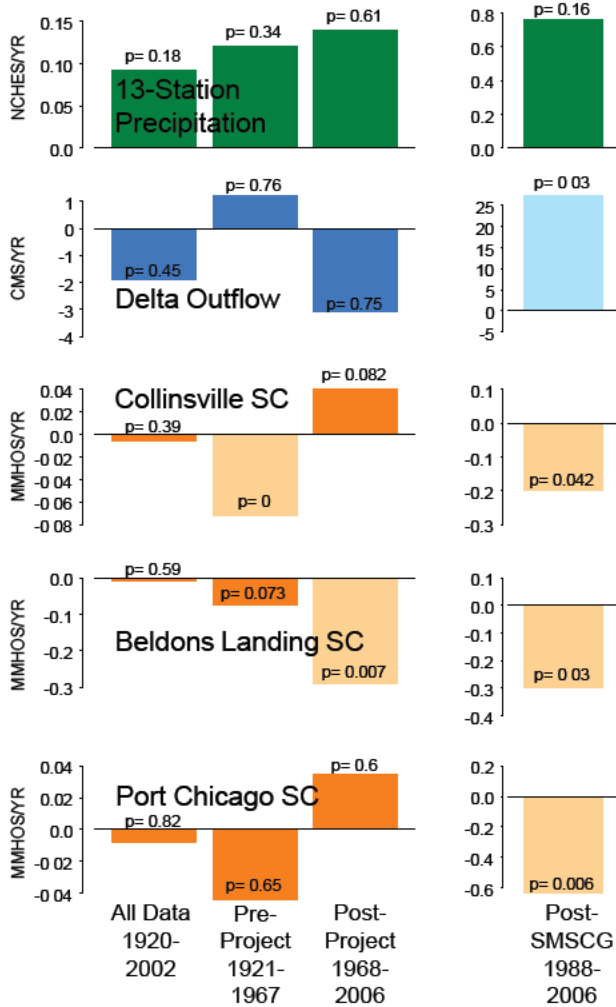 NCHES/YR
0.15
0.10
0.05
0.0
p= 0.18
p= 0.34
p= 0.61
13-Station
Precipitation
0.8
0.6
0.4
0.2
0.0
p= 0.16
CMS/YR
1
0
-1
-2
-3
-4
p= 0.45
p= 0.76
p= 0.75
Delta Outflow
25
20
15
10
5
0
-5
p= 0 03
MMHOS/YR
0.04
0.02
0.0
-0 02
-0 04
-0 06
-0 08
Collinsville SC
p= 0.39
p= 0
p= 0.082
0.1
0.0
-0.1
-0.2
-0.3
p= 0.042
MMHOS/YR
0.0
-0.1
-0.2
-0.3
p= 0.59
p= 0.073
p= 0.007
Beldons Landing SC
0.1
0.0
-0.1
-0.2
-0.3
-0.4
p= 0 03
MMHOS/YR
0.04
0.02
0.0
-0 02
-0 04
Port Chicago SC
p= 0.82
p= 0.65
p= 0.6
0.2
0.0
-0.2
-0.4
-0.6
p= 0.006
All Data
1920-
2002
Pre-
Project
1921-
1967
Post-
Project
1968-
2006
Post-
SMSCG
1988-
2006